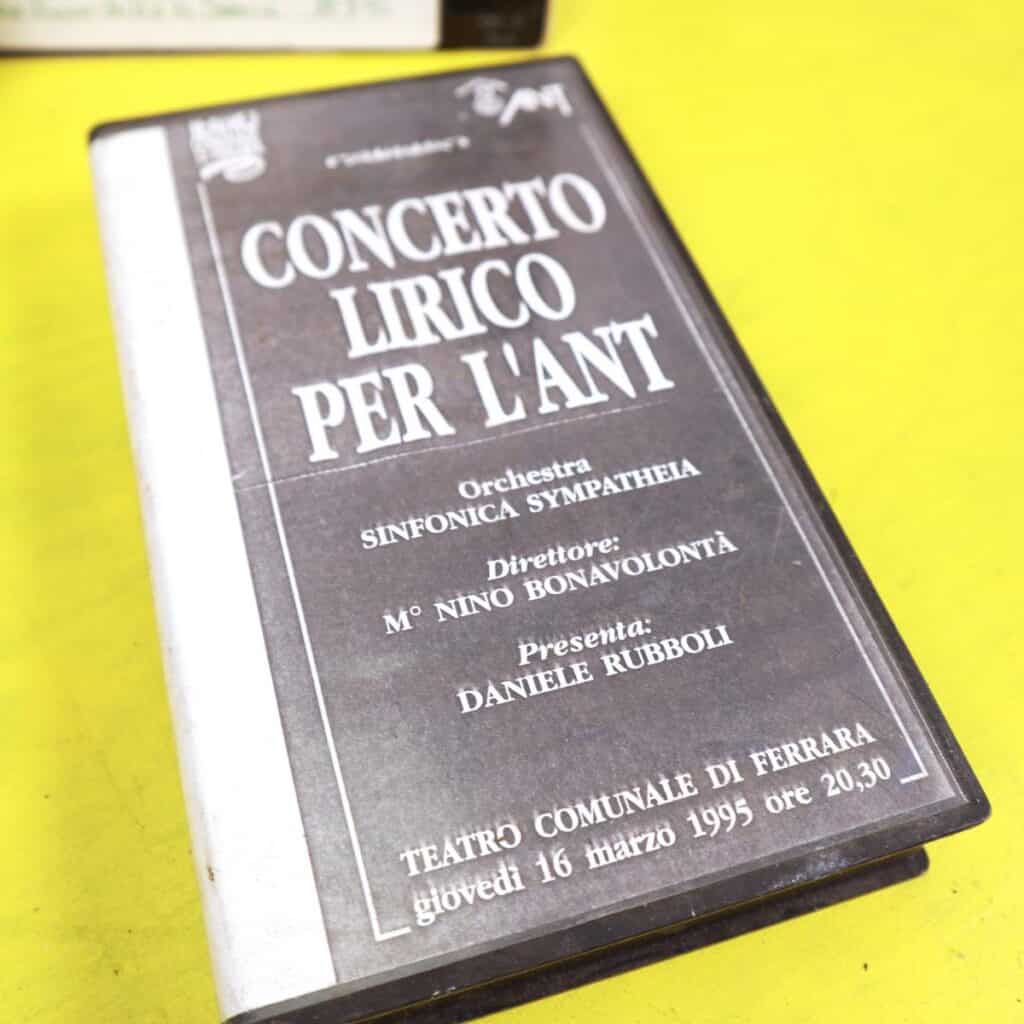 ANT
CONCERTO
LIRICO
PER L'ANT
Orchestra
SINFONICA SYMPATHEIA
Direttore:
M° NINO BONAVOLONTÀ
Presenta:
DANIELE RUBBOLI
TEATRO COMUNALE DI FERRARA
giovedì 16 marzo 1995 ore 20,30